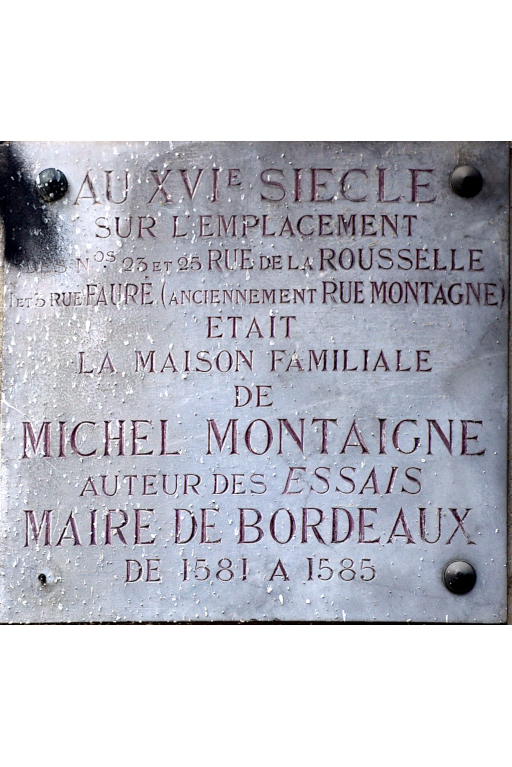 AU XVIᴱ SIECLE
SUR L'EMPLACEMENT
DES Nᴼˢ 23 ET 25 RUE DE LA ROUSSELLE
1 ET 3 RUE FAURÉ (ANCIENNEMENT RUE MONTAGNE)
ETAIT
LA MAISON FAMILIALE
DE
MICHEL MONTAIGNE
AUTEUR DES ESSAIS
MAIRE DE BORDEAUX
DE 1581 A 1585